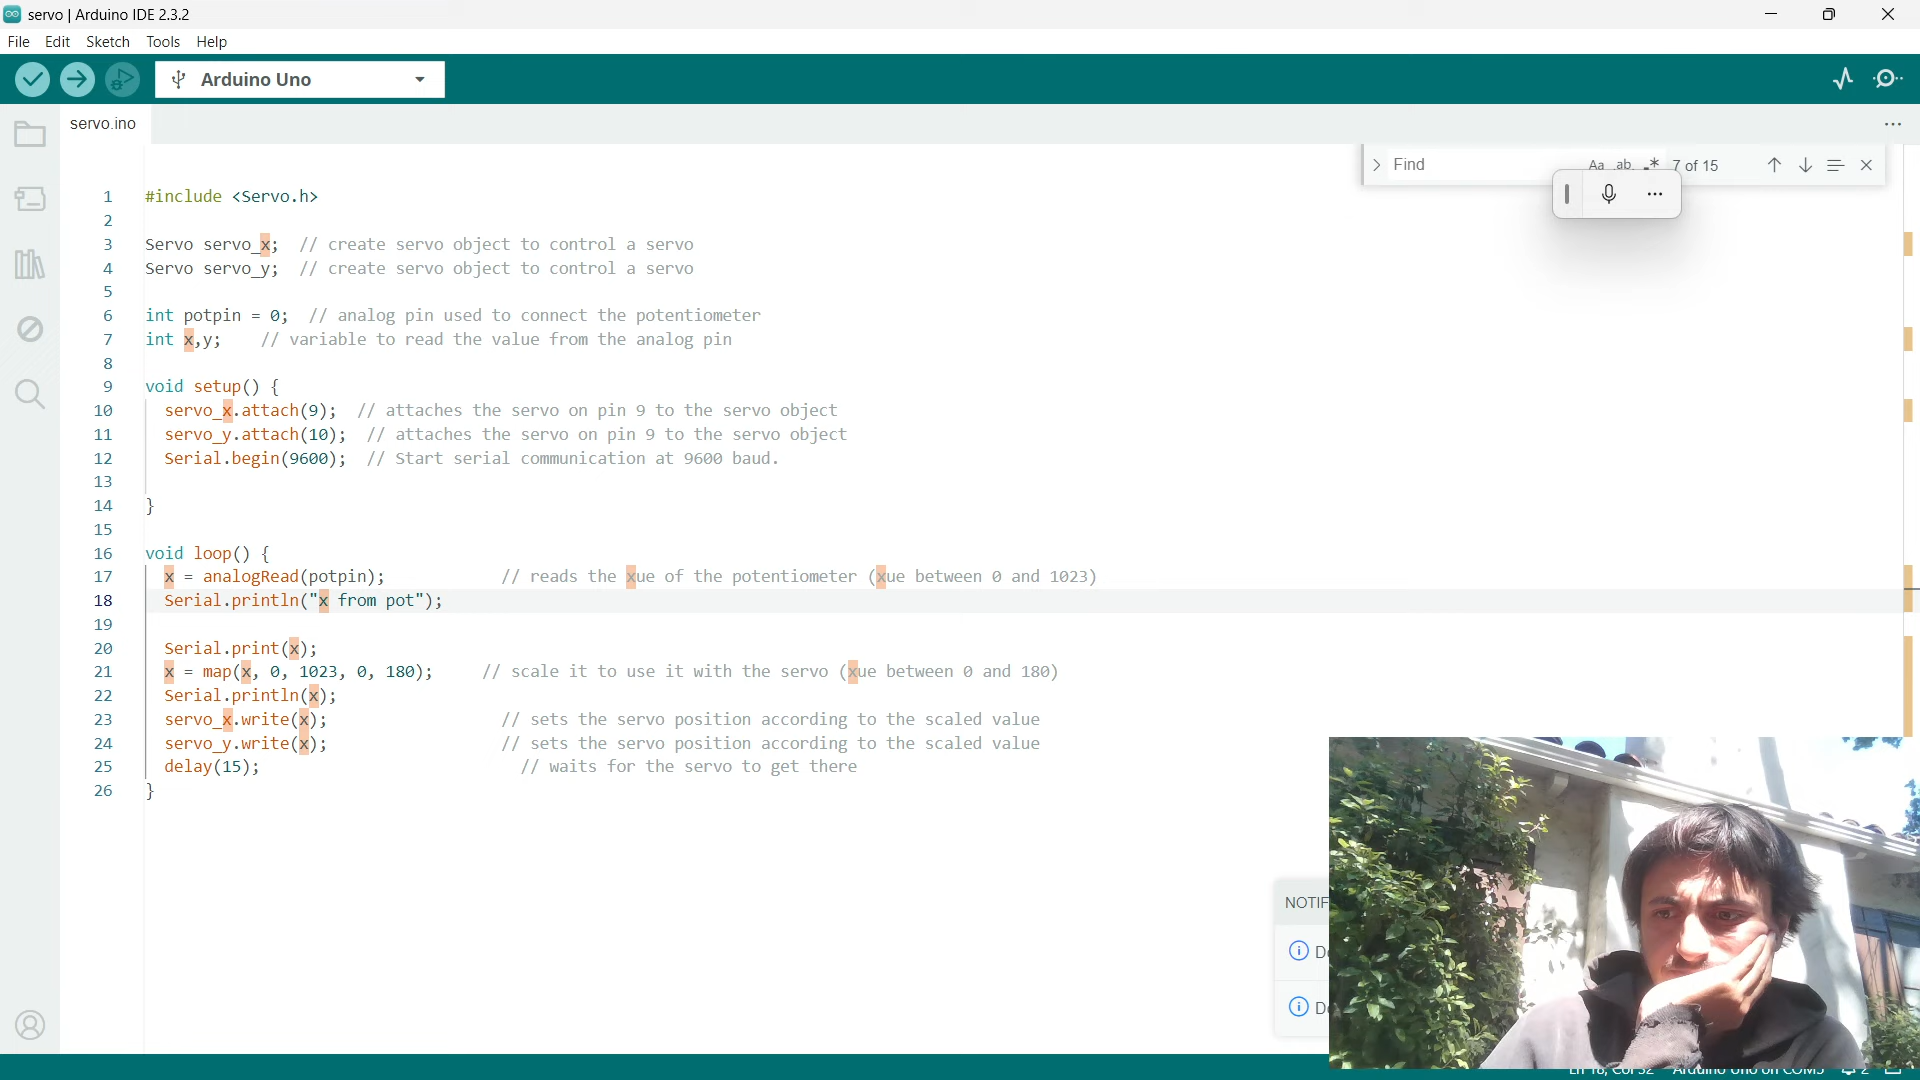 servo | Arduino IDE 2.3.2
File Edit Sketch Tools Help
Arduino Uno
servo.ino
Find Aa ab 7 of 15
1 #include <Servo.h>
2
3 Servo servo_x; // create servo object to control a servo
4 Servo servo_y; // create servo object to control a servo
5
6 int potpin = 0; // analog pin used to connect the potentiometer
7 int x,y; // variable to read the value from the analog pin
8
9 void setup() {
10 servo_x.attach(9); // attaches the servo on pin 9 to the servo object
11 servo_y.attach(10); // attaches the servo on pin 9 to the servo object
12 Serial.begin(9600); // Start serial communication at 9600 baud.
13
14 }
15
16 void loop() {
17 x = analogRead(potpin); // reads the xue of the potentiometer (xue between 0 and 1023)
18 Serial.println("x from pot");
19
20 Serial.print(x);
21 x = map(x, 0, 1023, 0, 180); // scale it to use it with the servo (xue between 0 and 180)
22 Serial.println(x);
23 servo_x.write(x); // sets the servo position according to the scaled value
24 servo_y.write(x); // sets the servo position according to the scaled value
25 delay(15); // waits for the servo to get there
26 }
NOTIF